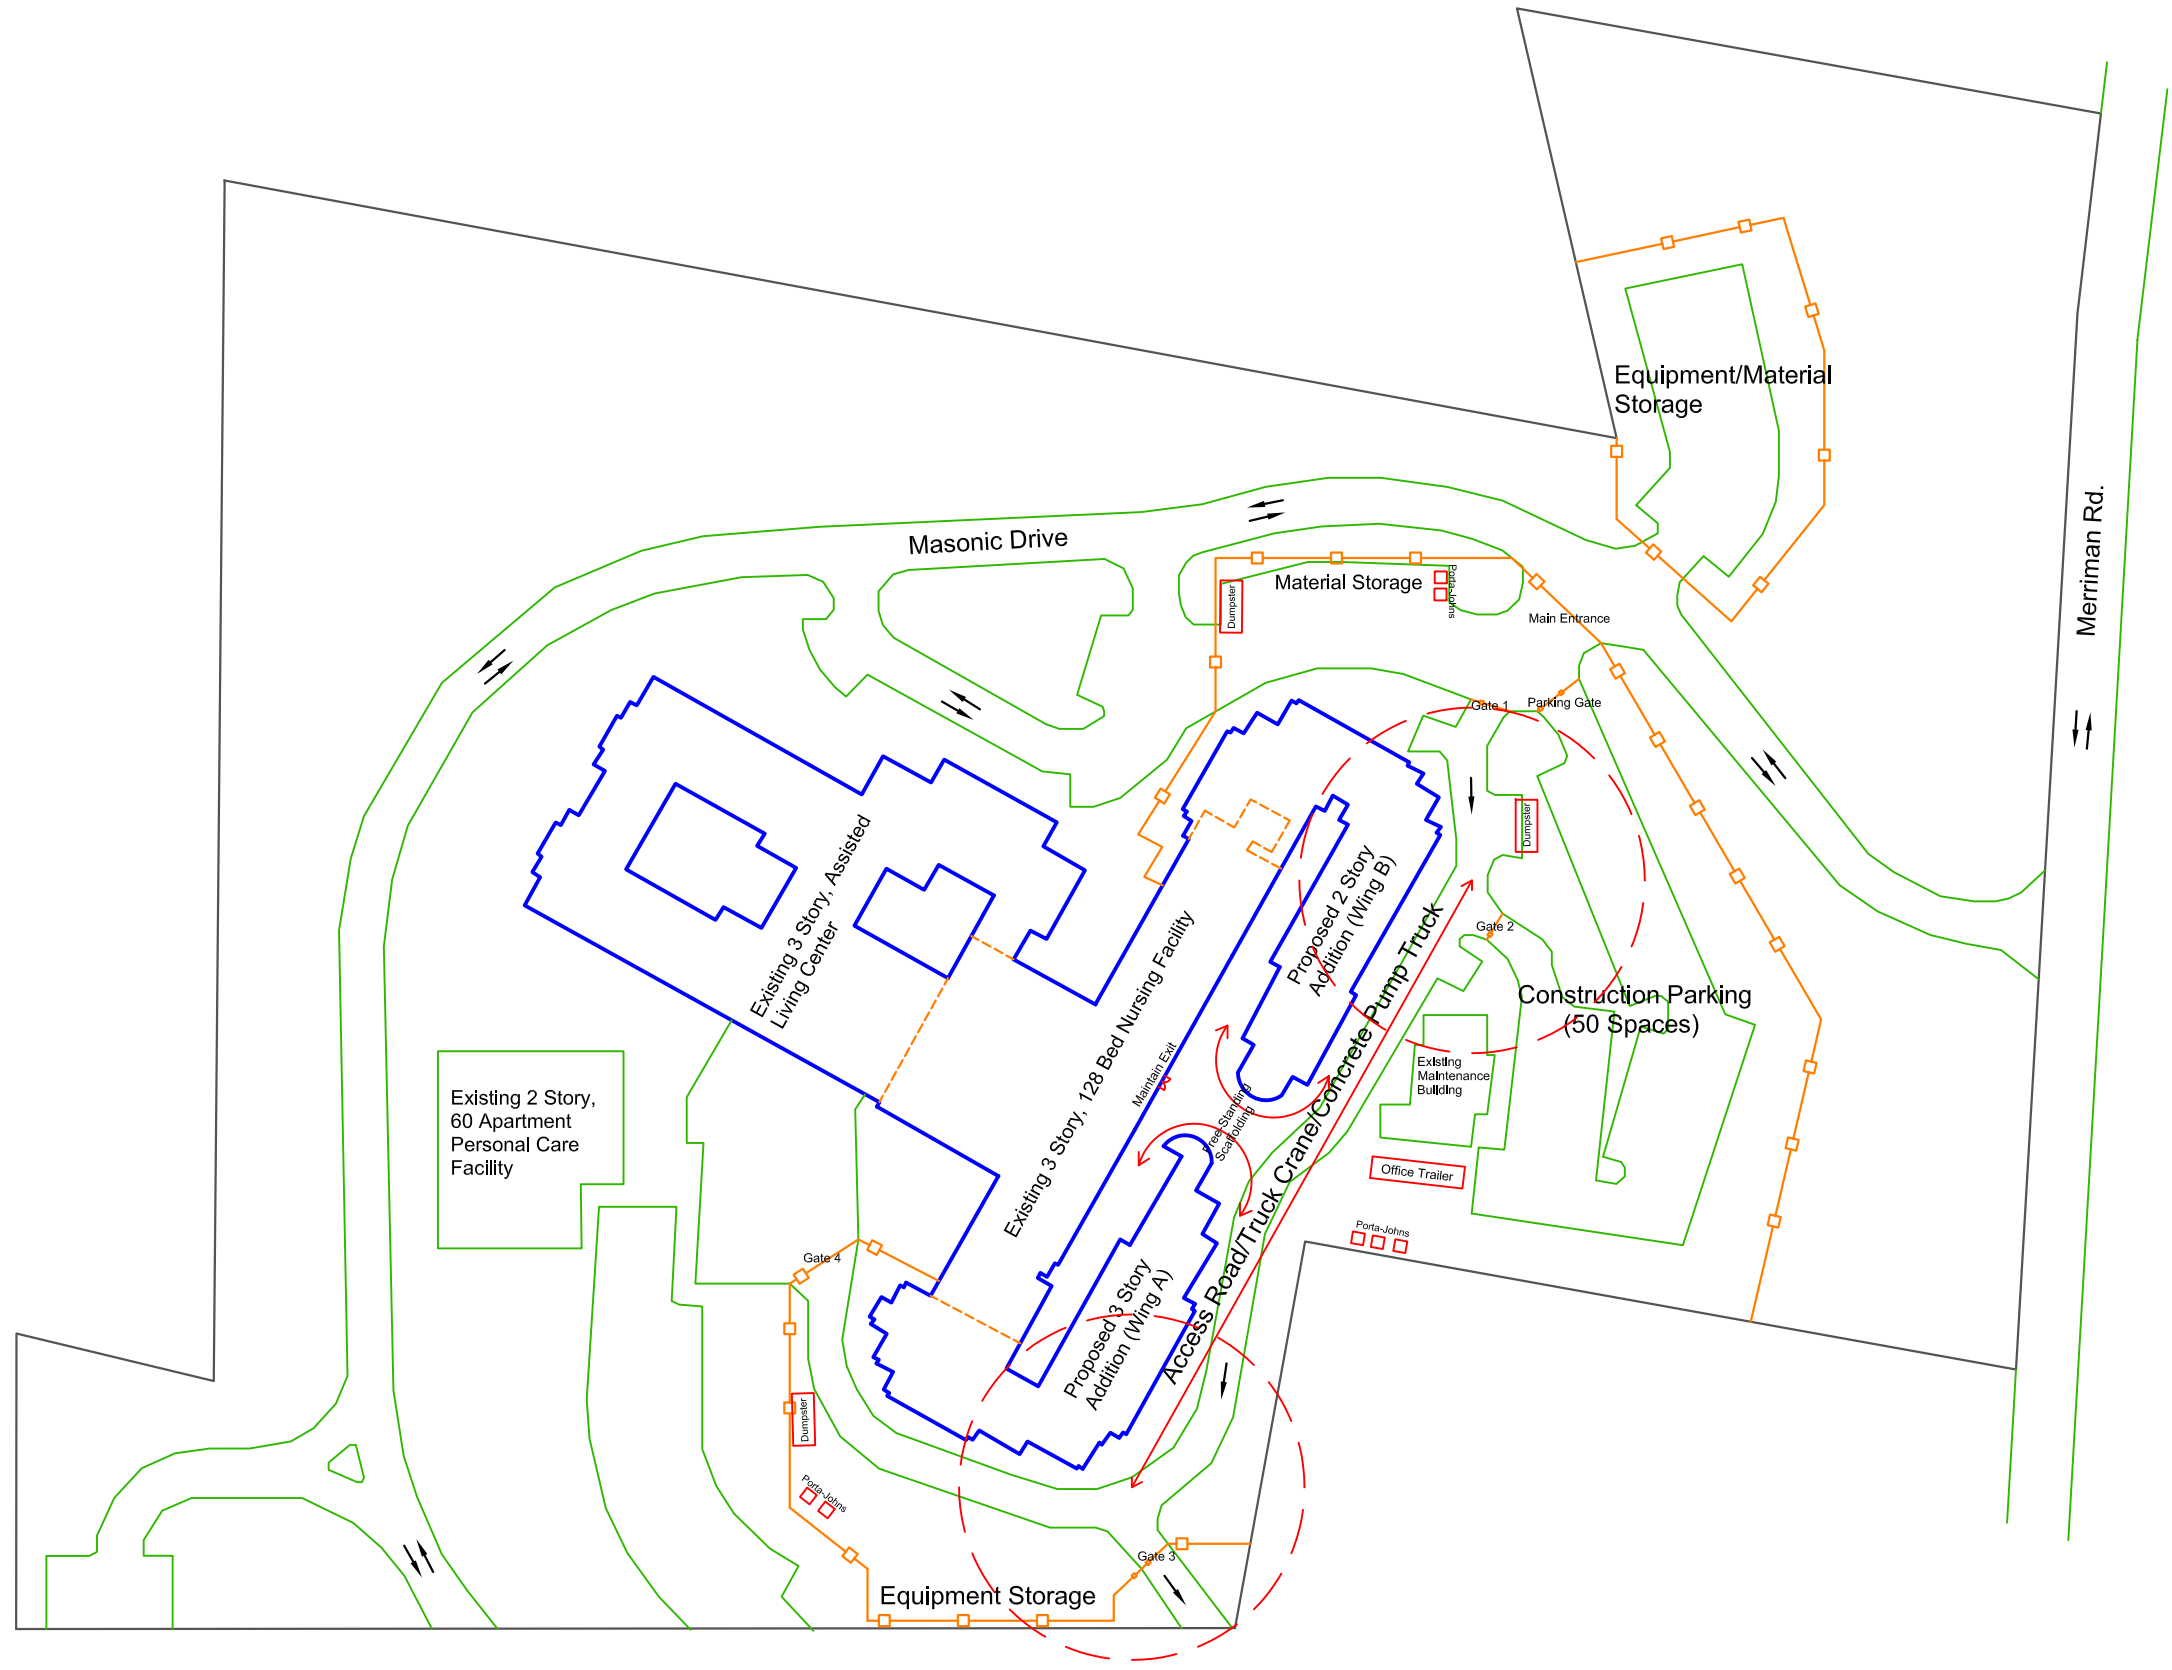 Equipment/Material
Storage
Merriman Rd.
Masonic Drive
Material Storage
Dumpster
Porta-Johns
Main Entrance
Gate 1
Parking Gate
Dumpster
Existing 3 Story, Assisted
Living Center
Proposed 2 Story
Addition (Wing B)
Gate 2
Existing 3 Story, 128 Bed Nursing Facility
Construction Parking
(50 Spaces)
Access Road/Truck Crane/Concrete Pump Truck
Maintain Exit
Existing
Maintenance
Building
Existing 2 Story,
60 Apartment
Personal Care
Facility
Free-Standing
Scaffolding
Office Trailer
Porta-Johns
Gate 4
Proposed 3 Story
Addition (Wing A)
Dumpster
Porta-Johns
Gate 3
Equipment Storage